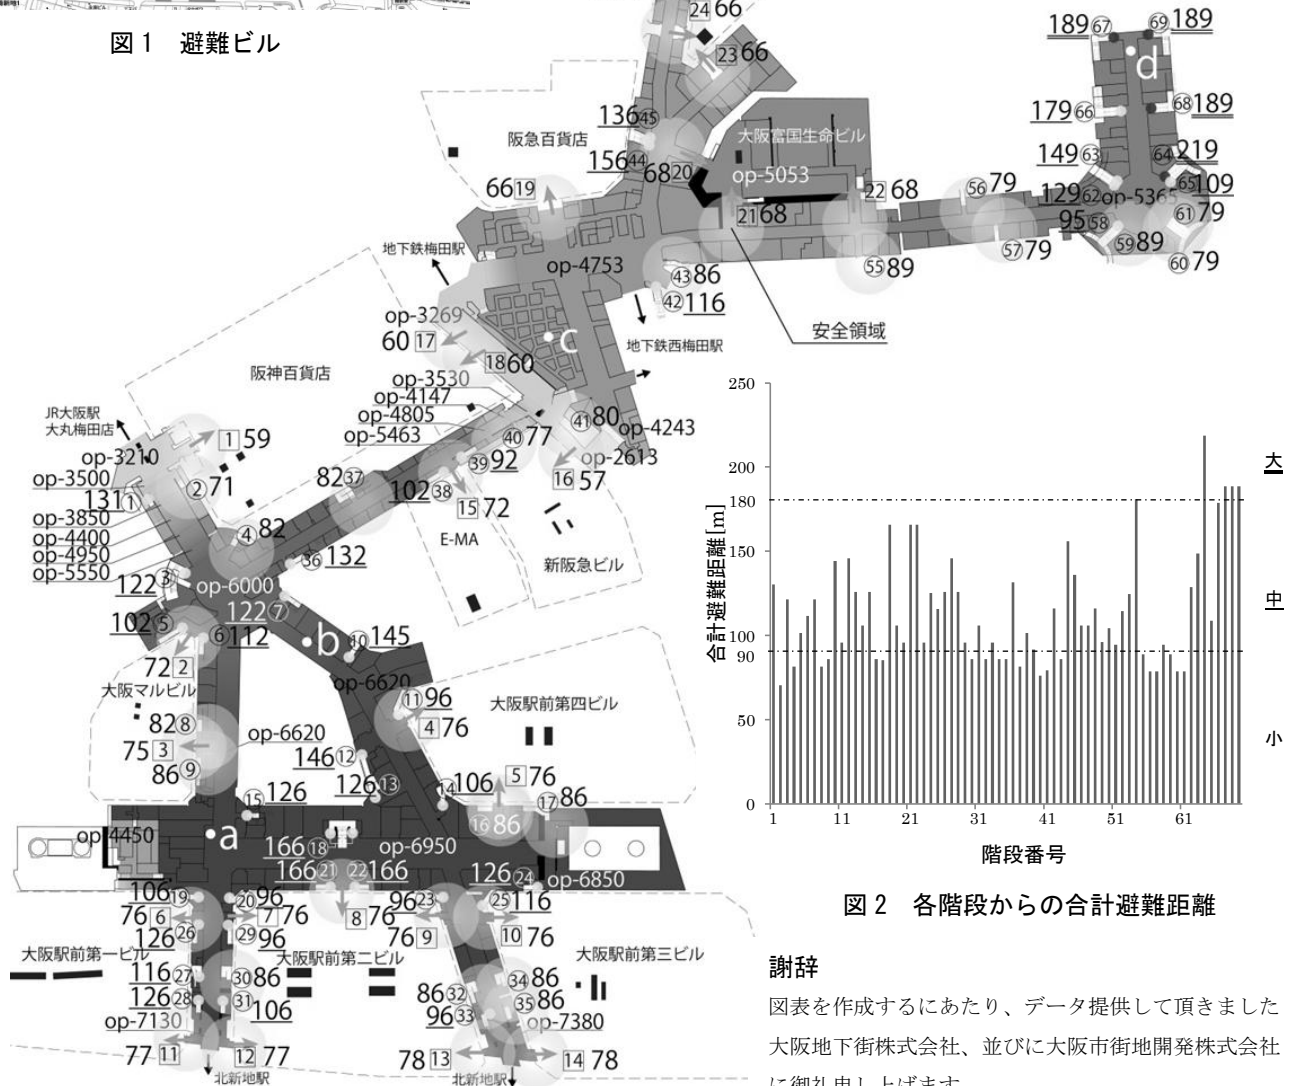 図1 避難ビル
24 66
23 66
136 45
156 44
68 20
阪急百貨店
大阪富国生命ビル
op-5053
66 19
21 68
22 68
56 79
57 79
55 89
189 67
69 189
d
179 66
68 189
149 63
64 219
129 62
op-5365
65 109
95 58
61 79
59 89
60 79
地下鉄梅田駅
op-4753
43 86
42 116
安全領域
地下鉄西梅田駅
op-3269
60 17
18 60
c
阪神百貨店
op-3530
op-4147
op-4805
op-5463
41 80
op-4243
40 77
39 92
op-2613
16 57
JR大阪駅
大丸梅田店
1 59
op-3210
op-3500
2 71
131 1
op-3850
op-4400
op-4950
op-5550
82 37
102 38
15 72
E-MA
新阪急ビル
4 82
36 132
122 3
op-6000
122 7
102 5
6 112
b
10 145
72 2
大阪マルビル
op-6620
11 96
4 76
大阪駅前第四ビル
82 8
75 3
op-6620
86 9
146 12
126 13
14 106
5 76
15 126
17 86
16 86
op-4450
a
166 18
op-6950
166 21
22 166
126 24
op-6850
106 19
20 96
96 23
25 116
76 6
7 76
8 76
76 9
10 76
126 26
29 96
大阪駅前第一ビル
大阪駅前第二ビル
大阪駅前第三ビル
116 27
30 86
126 28
31 106
86 32
34 86
96 33
35 86
op-7130
op-7380
77 11
12 77
78 13
14 78
北新地駅
北新地駅
合計避難距離[m]
250
200
180
150
100
90
50
0
1 11 21 31 41 51 61
階段番号
大
中
小
図2 各階段からの合計避難距離
謝辞
図表を作成するにあたり、データ提供して頂きました
大阪地下街株式会社、並びに大阪市街地開発株式会社
に御礼申し上げます。